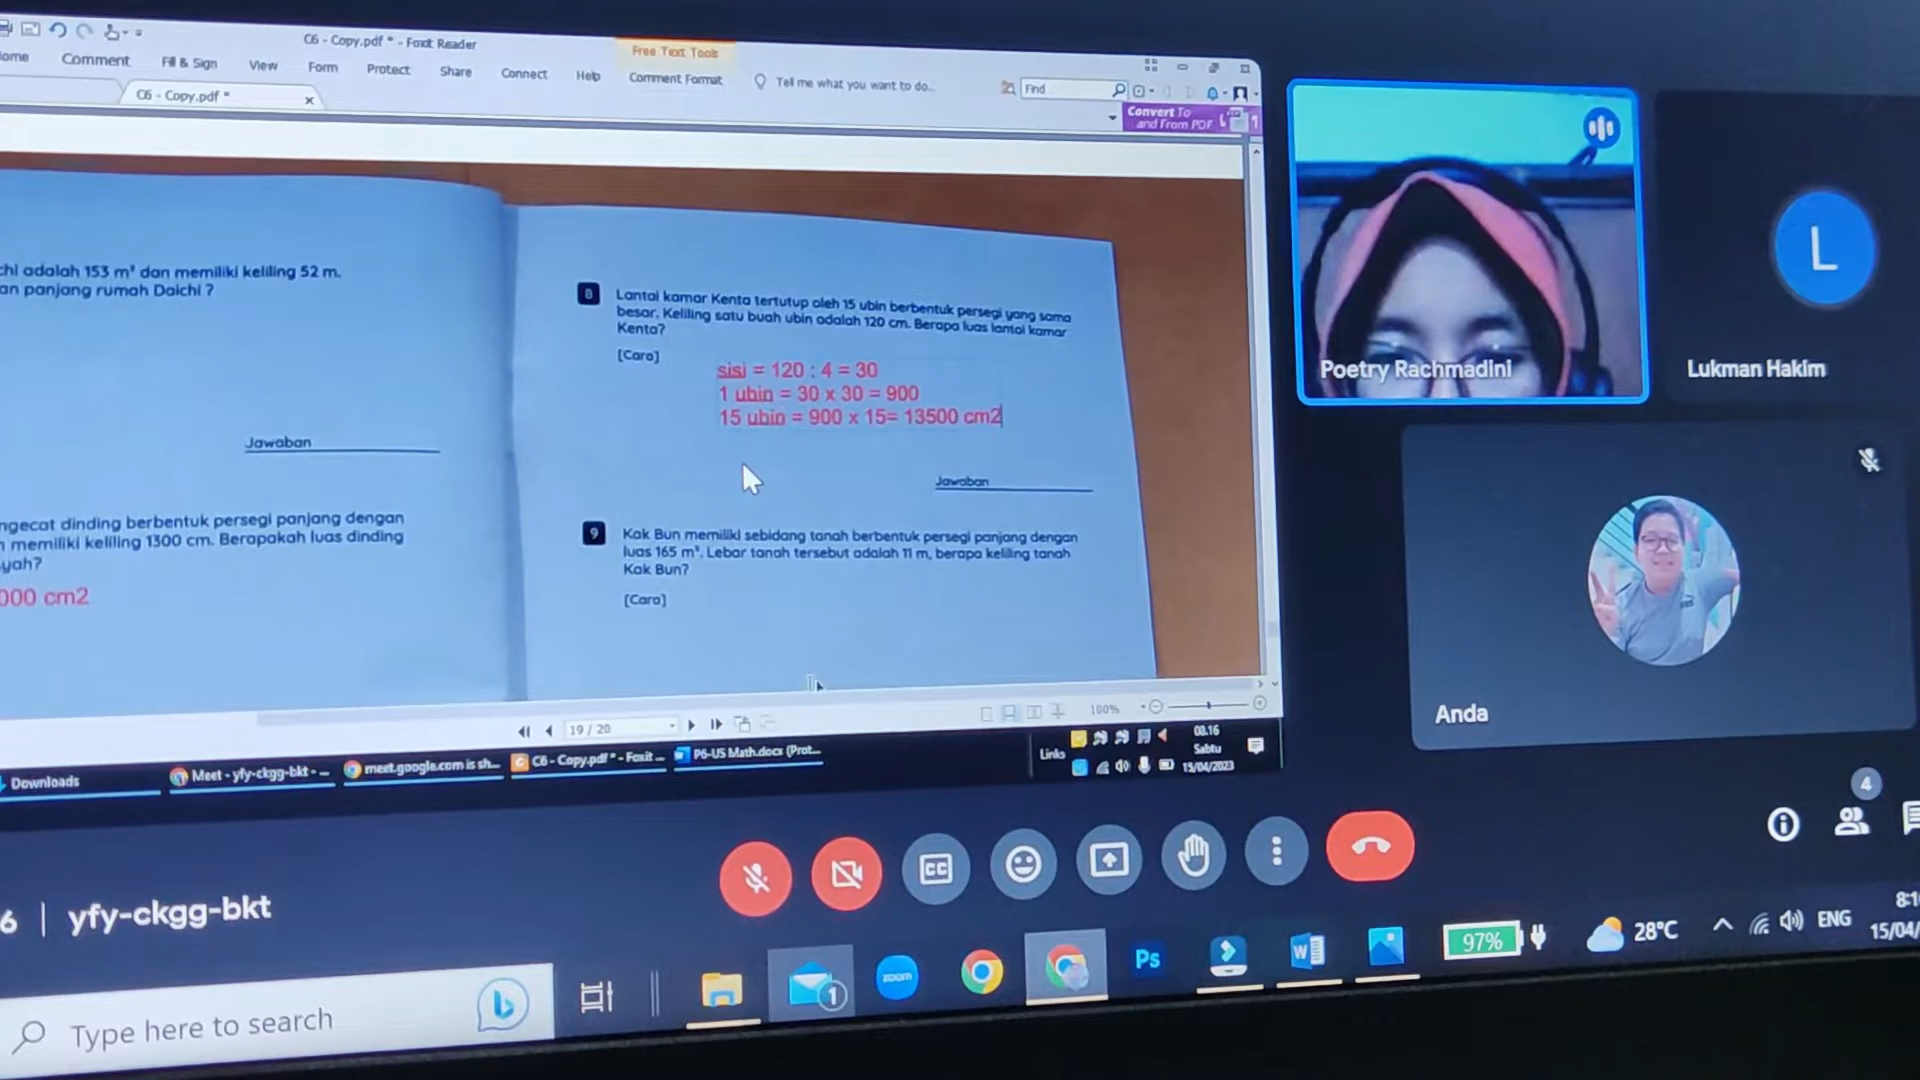 C6 - Copy.pdf * - Foxit Reader
Free Text Tools
Comment
Fill & Sign
View
Form
Protect
Share
Connect
Help
Comment Format
Tell me what you want to do..
Find
C6 - Copy.pdf *
Convert To
and From PDF
chi adalah 153 m² dan memiliki keliling 52 m.
an panjang rumah Daichi ?
Jawaban
ngecat dinding berbentuk persegi panjang dengan
memiliki keliling 1300 cm. Berapakah luas dinding
yah?
000 cm2
8
Lantai kamar Kenta tertutup oleh 15 ubin berbentuk persegi yang sama
besar. Keliling satu buah ubin adalah 120 cm. Berapa luas lantai kamar
Kenta?
[Cara]
sisi = 120 : 4 = 30
1 ubin = 30 x 30 = 900
15 ubin = 900 x 15= 13500 cm2
Jawaban
9
Kak Bun memiliki sebidang tanah berbentuk persegi panjang dengan
luas 165 m². Lebar tanah tersebut adalah 11 m, berapa keliling tanah
Kak Bun?
[Cara]
19 / 20
100%
Downloads
Meet - yfy-ckgg-bkt - ...
meet.google.com is sh...
C6 - Copy.pdf * - Foxit ...
P6-US Math.docx (Prot...
Links
08.16
Sabtu
15/04/2023
Poetry Rachmadini
L
Lukman Hakim
Anda
4
CC
6 | yfy-ckgg-bkt
Type here to search
1
zoom
Ps
W
97%
28°C
ENG
8:1
15/04/